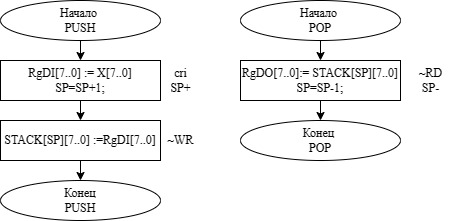 Начало
PUSH
RgDI[7..0] := X[7..0]
SP=SP+1;
cri
SP+
STACK[SP][7..0] :=RgDI[7..0]
~WR
Конец
PUSH
Начало
POP
RgDO[7..0]:= STACK[SP][7..0]
SP=SP-1;
~RD
SP-
Конец
POP